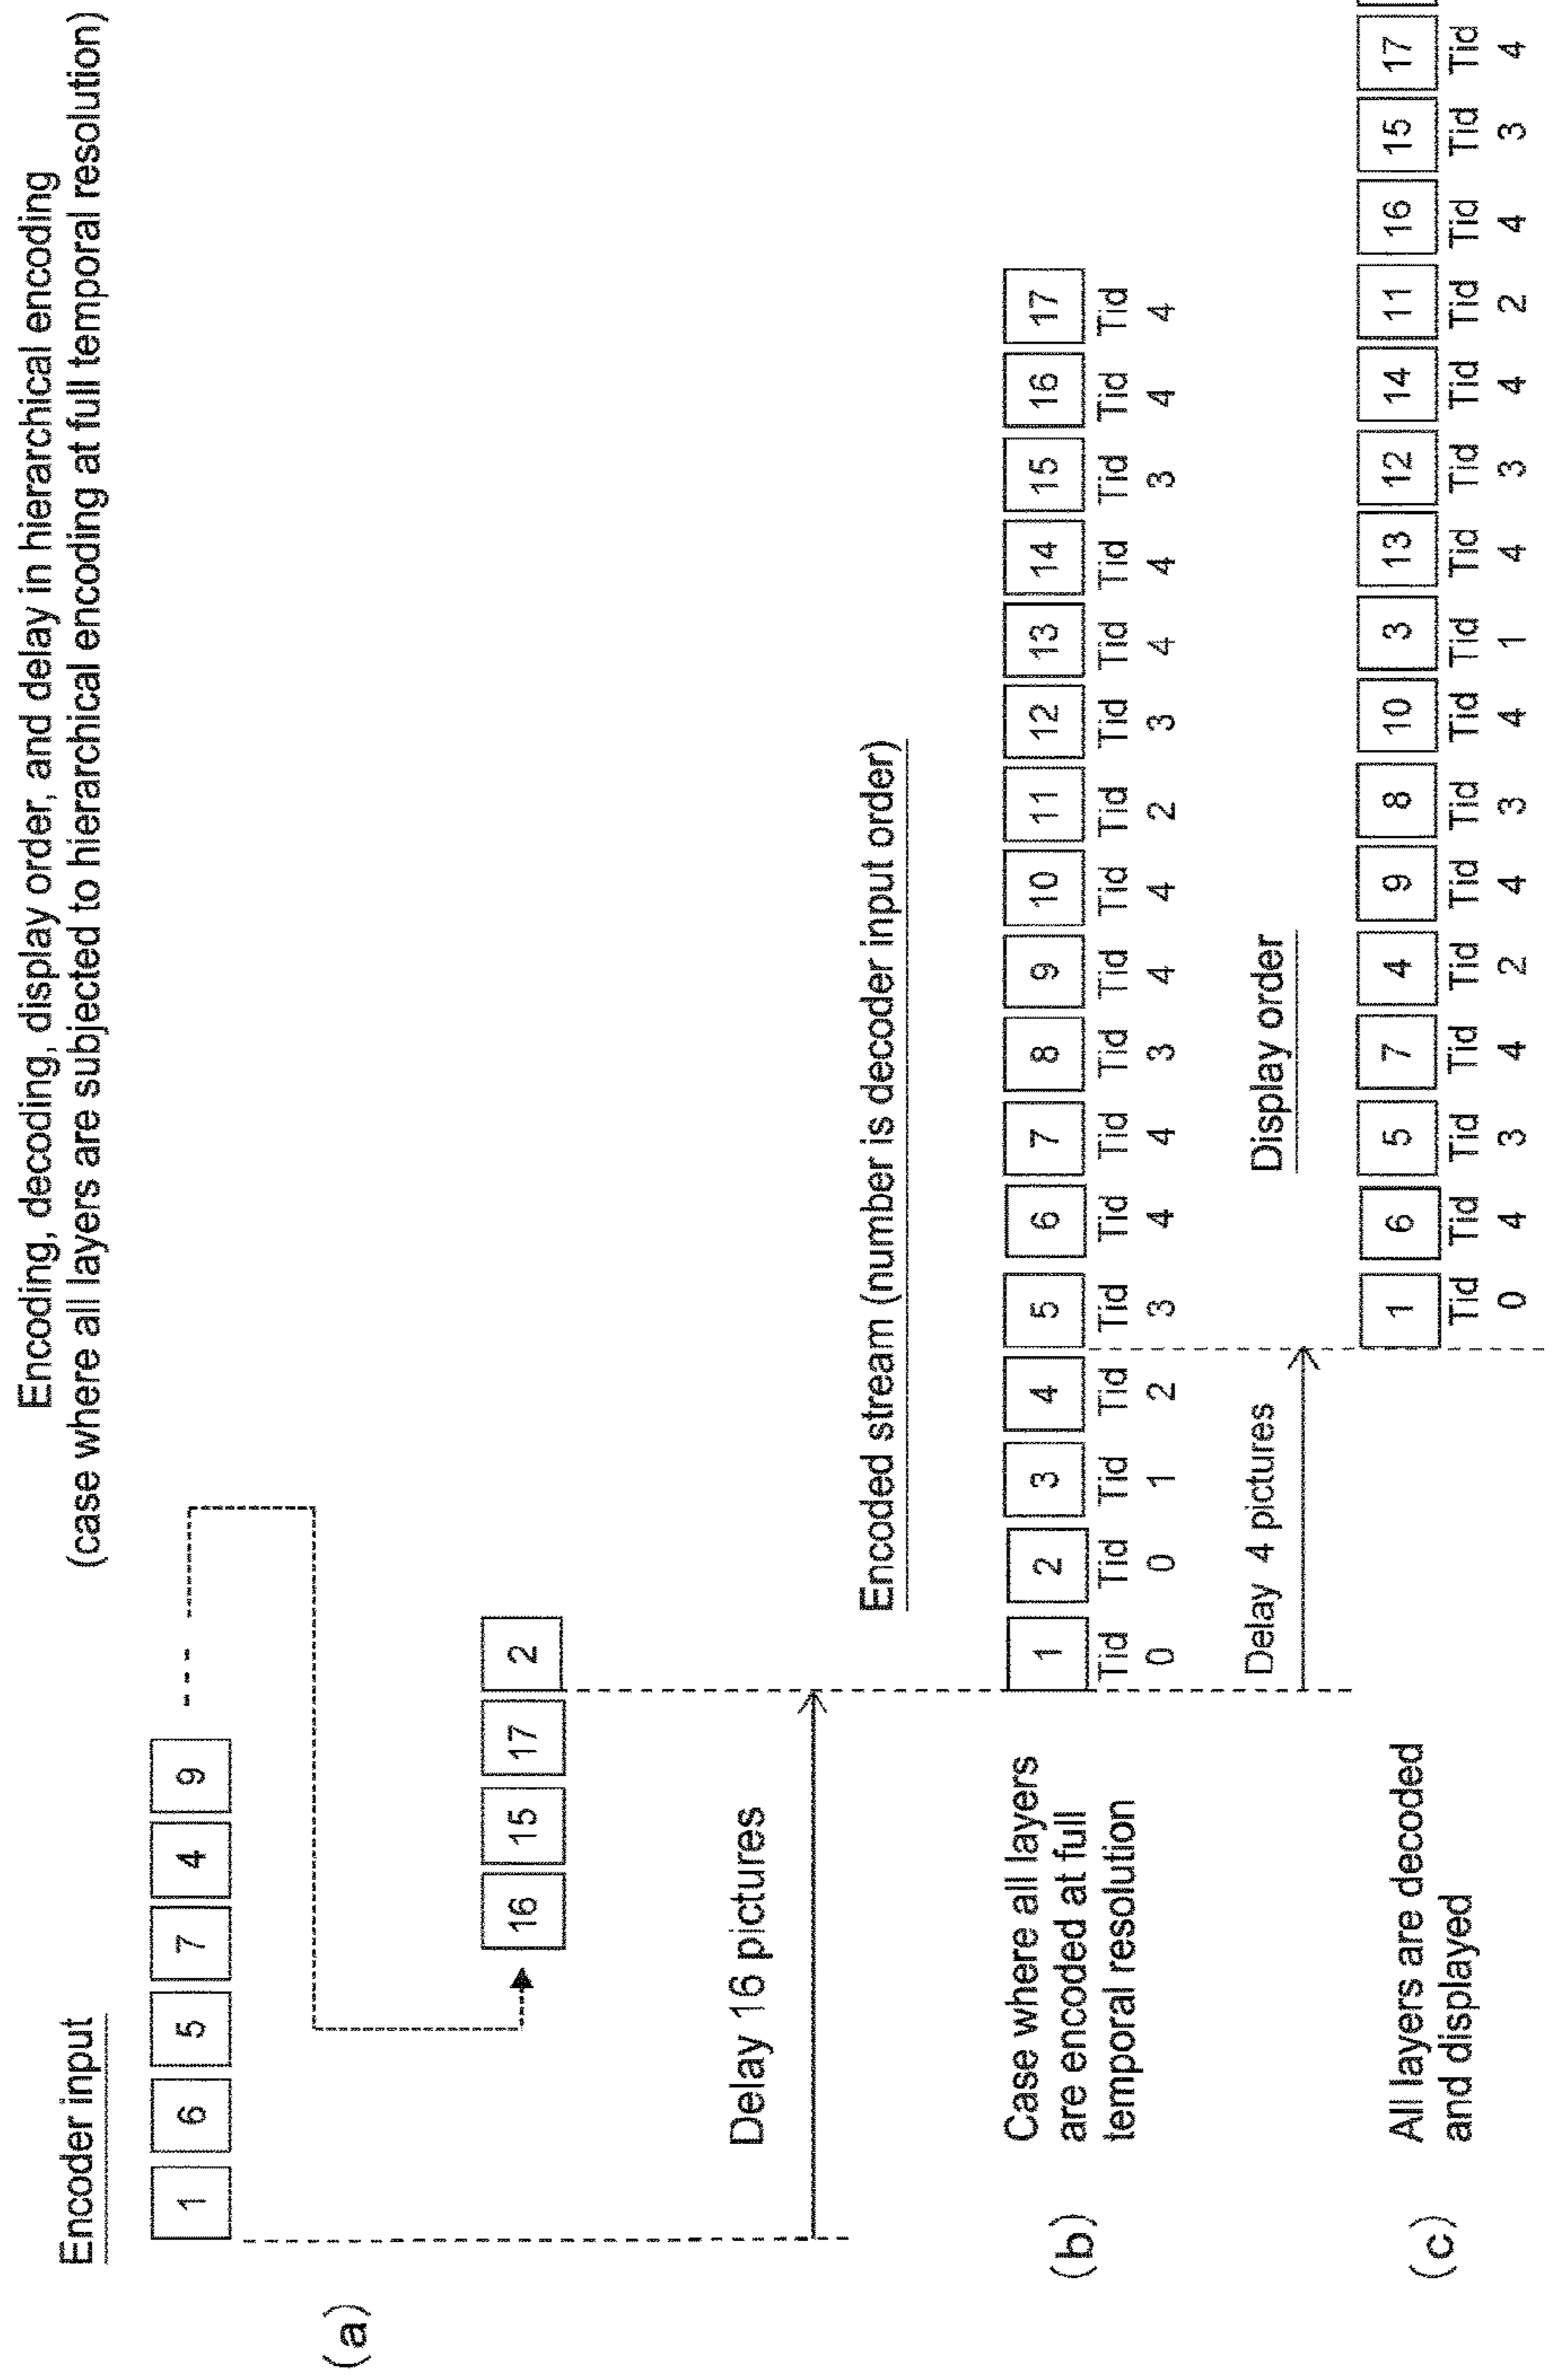 Encoding, decoding, display order, and delay in hierarchical encoding
(case where all layers are subjected to hierarchical encoding at full temporal resolution)
Encoder input
(a)
1 6 5 7 4 9
16 15 17 2
Delay 16 pictures
Encoded stream (number is decoder input order)
(b)
Case where all layers
are encoded at full
temporal resolution
1 2 3 4 5 6 7 8 9 10 11 12 13 14 15 16 17
Tid Tid Tid Tid Tid Tid Tid Tid Tid Tid Tid Tid Tid Tid Tid Tid Tid
0 0 1 2 3 4 4 3 4 4 2 3 4 4 3 4 4
Delay 4 pictures
Display order
(c)
All layers are decoded
and displayed
1 6 5 7 4 9 8 10 3 13 12 14 11 16 15 17
Tid Tid Tid Tid Tid Tid Tid Tid Tid Tid Tid Tid Tid Tid Tid Tid
0 4 3 4 2 4 3 4 1 4 3 4 2 4 3 4